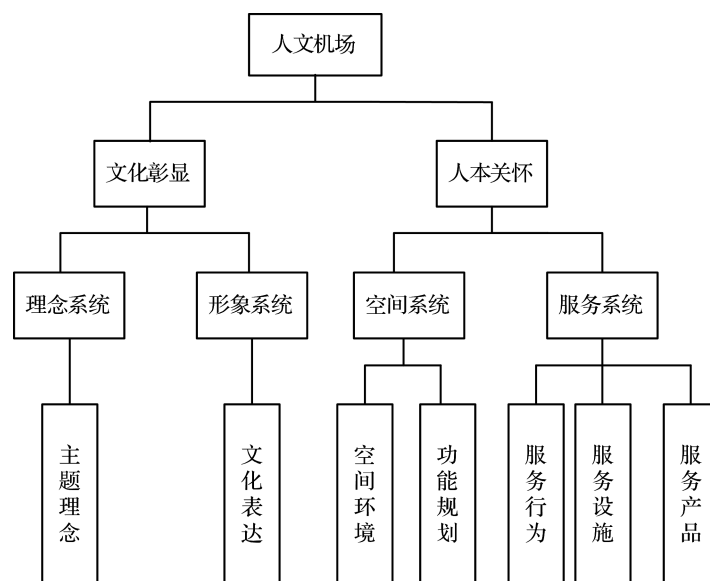 人文机场
文化彰显
人本关怀
理念系统
形象系统
空间系统
服务系统
主题理念
文化表达
空间环境
功能规划
服务行为
服务设施
服务产品